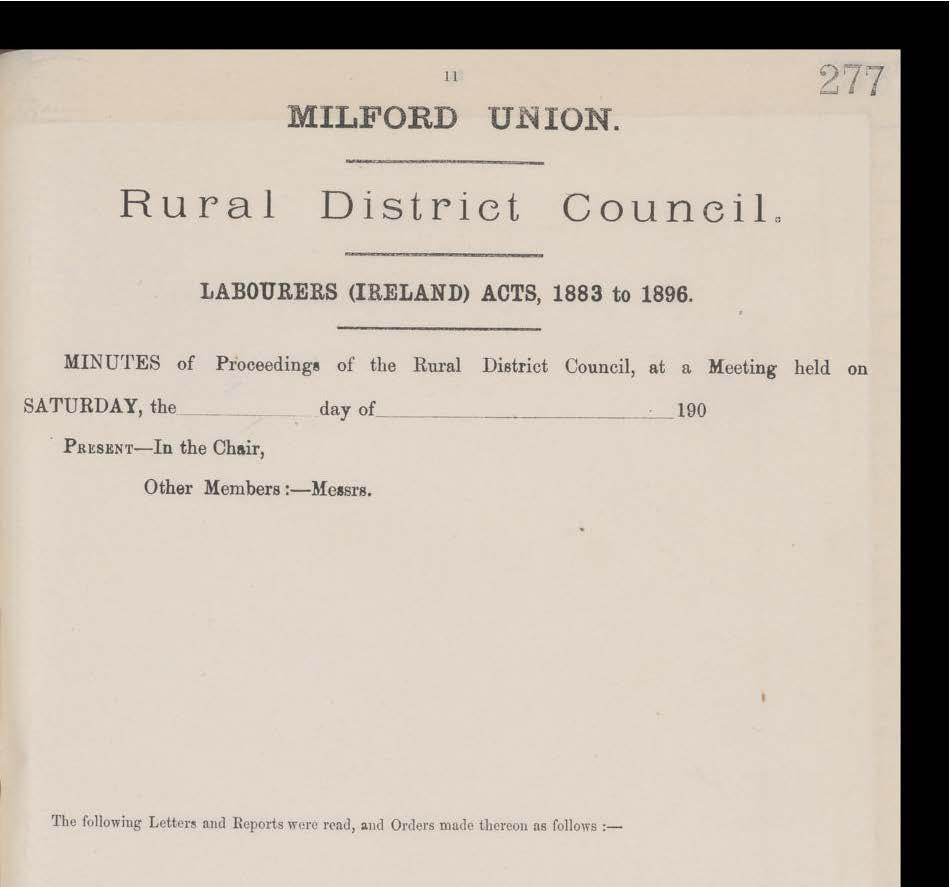 11
277
MILFORD UNION.
Rural District Council.
LABOURERS (IRELAND) ACTS, 1883 to 1896.
MINUTES of Proceedings of the Rural District Council, at a Meeting held on
SATURDAY, the day of 190
PRESENT—In the Chair,
Other Members :—Messrs.
The following Letters and Reports were read, and Orders made thereon as follows :—